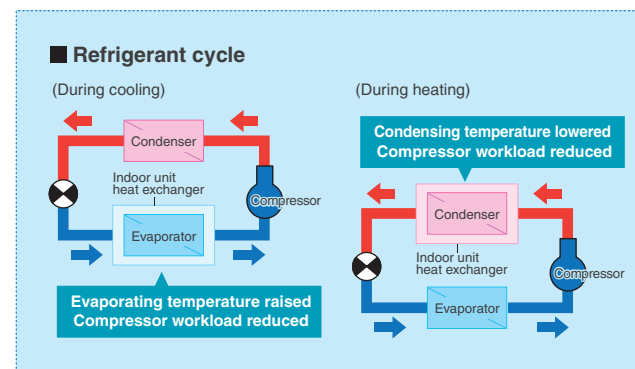 ■ Refrigerant cycle
(During cooling)
Condenser
Indoor unit
heat exchanger
Compressor
Evaporator
Evaporating temperature raised
Compressor workload reduced
(During heating)
Condensing temperature lowered
Compressor workload reduced
Condenser
Indoor unit
heat exchanger
Compressor
Evaporator